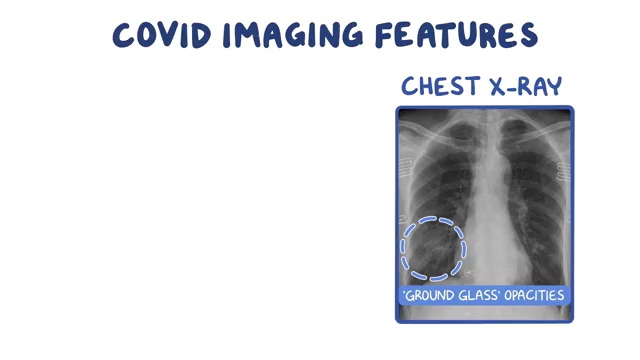 COVID IMAGING FEATURES
CHEST X-RAY
'GROUND GLASS' OPACITIES